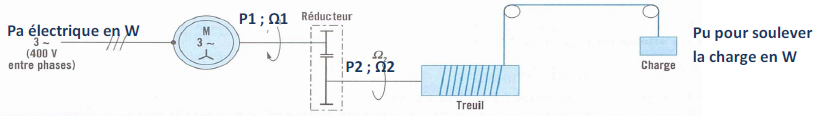 Pa électrique en W
3 ~
(400 V
entre phases)
M
3 ~
P1 ; Ω1
Réducteur
P2 ; Ω2
Ω2
Treuil
Charge
Pu pour soulever
la charge en W